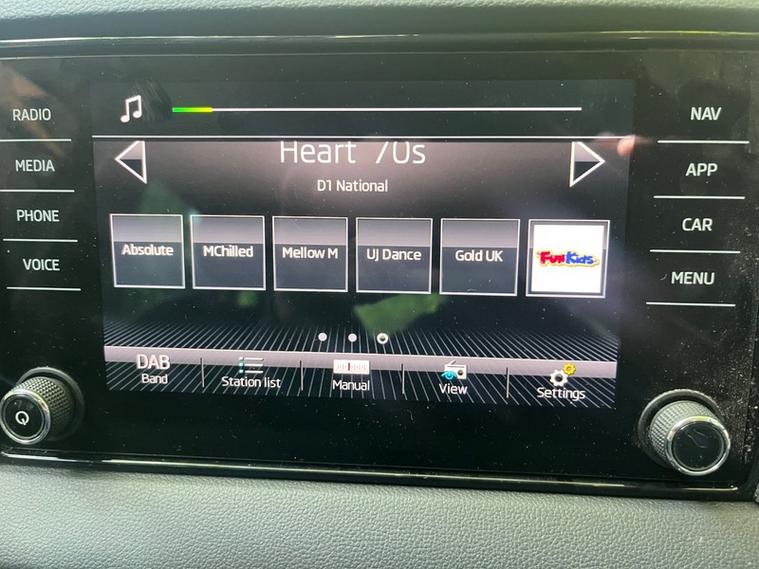 RADIO
MEDIA
PHONE
VOICE
Heart 70s
D1 National
Absolute
MChilled
Mellow M
UJ Dance
Gold UK
Fun Kids
DAB
Band
Station list
Manual
View
Settings
NAV
APP
CAR
MENU